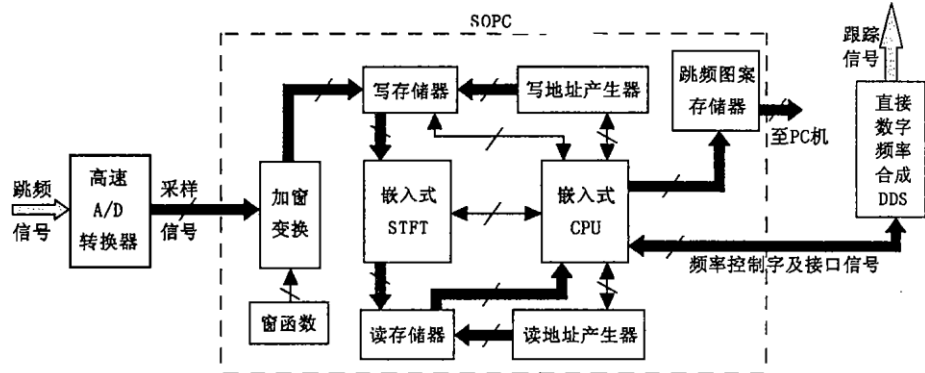 SOPC
跟踪
信号
写存储器
写地址产生器
跳频图案
存储器
至PC机
直接
数字
频率
合成
DDS
跳频
信号
高速
A/D
转换器
采样
信号
加窗
变换
嵌入式
STFT
嵌入式
CPU
频率控制字及接口信号
窗函数
读存储器
读地址产生器